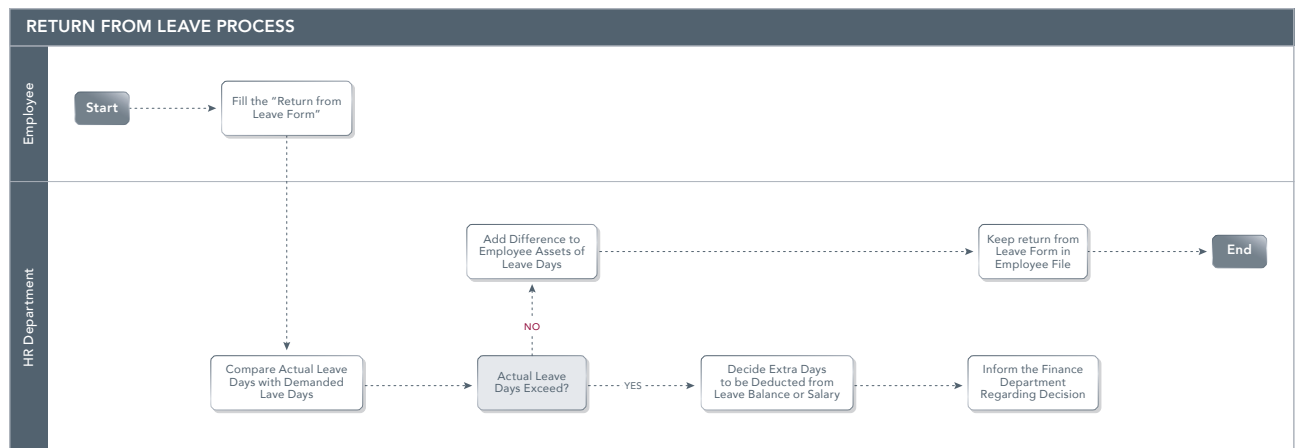 RETURN FROM LEAVE PROCESS
Employee
Start
Fill the “Return from
Leave Form”
HR Department
Add Difference to
Employee Assets of
Leave Days
Keep return from
Leave Form in
Employee File
End
NO
Compare Actual Leave
Days with Demanded
Lave Days
Actual Leave
Days Exceed?
YES
Decide Extra Days
to be Deducted from
Leave Balance or Salary
Inform the Finance
Department
Regarding Decision